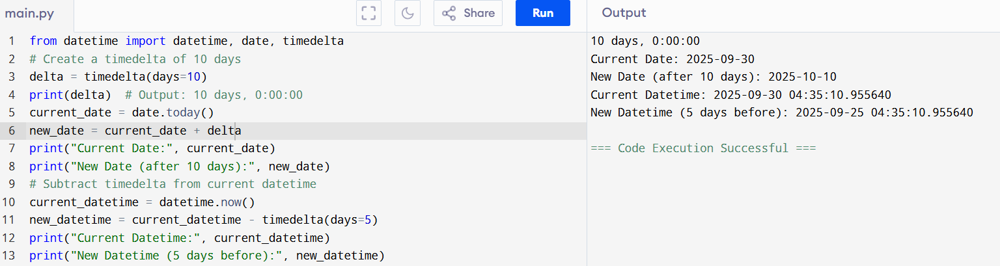 main.py
Share
Run
Output
1 from datetime import datetime, date, timedelta
2 # Create a timedelta of 10 days
3 delta = timedelta(days=10)
4 print(delta)  # Output: 10 days, 0:00:00
5 current_date = date.today()
6 new_date = current_date + delta
7 print("Current Date:", current_date)
8 print("New Date (after 10 days):", new_date)
9 # Subtract timedelta from current datetime
10 current_datetime = datetime.now()
11 new_datetime = current_datetime - timedelta(days=5)
12 print("Current Datetime:", current_datetime)
13 print("New Datetime (5 days before):", new_datetime)
10 days, 0:00:00
Current Date: 2025-09-30
New Date (after 10 days): 2025-10-10
Current Datetime: 2025-09-30 04:35:10.955640
New Datetime (5 days before): 2025-09-25 04:35:10.955640
=== Code Execution Successful ===